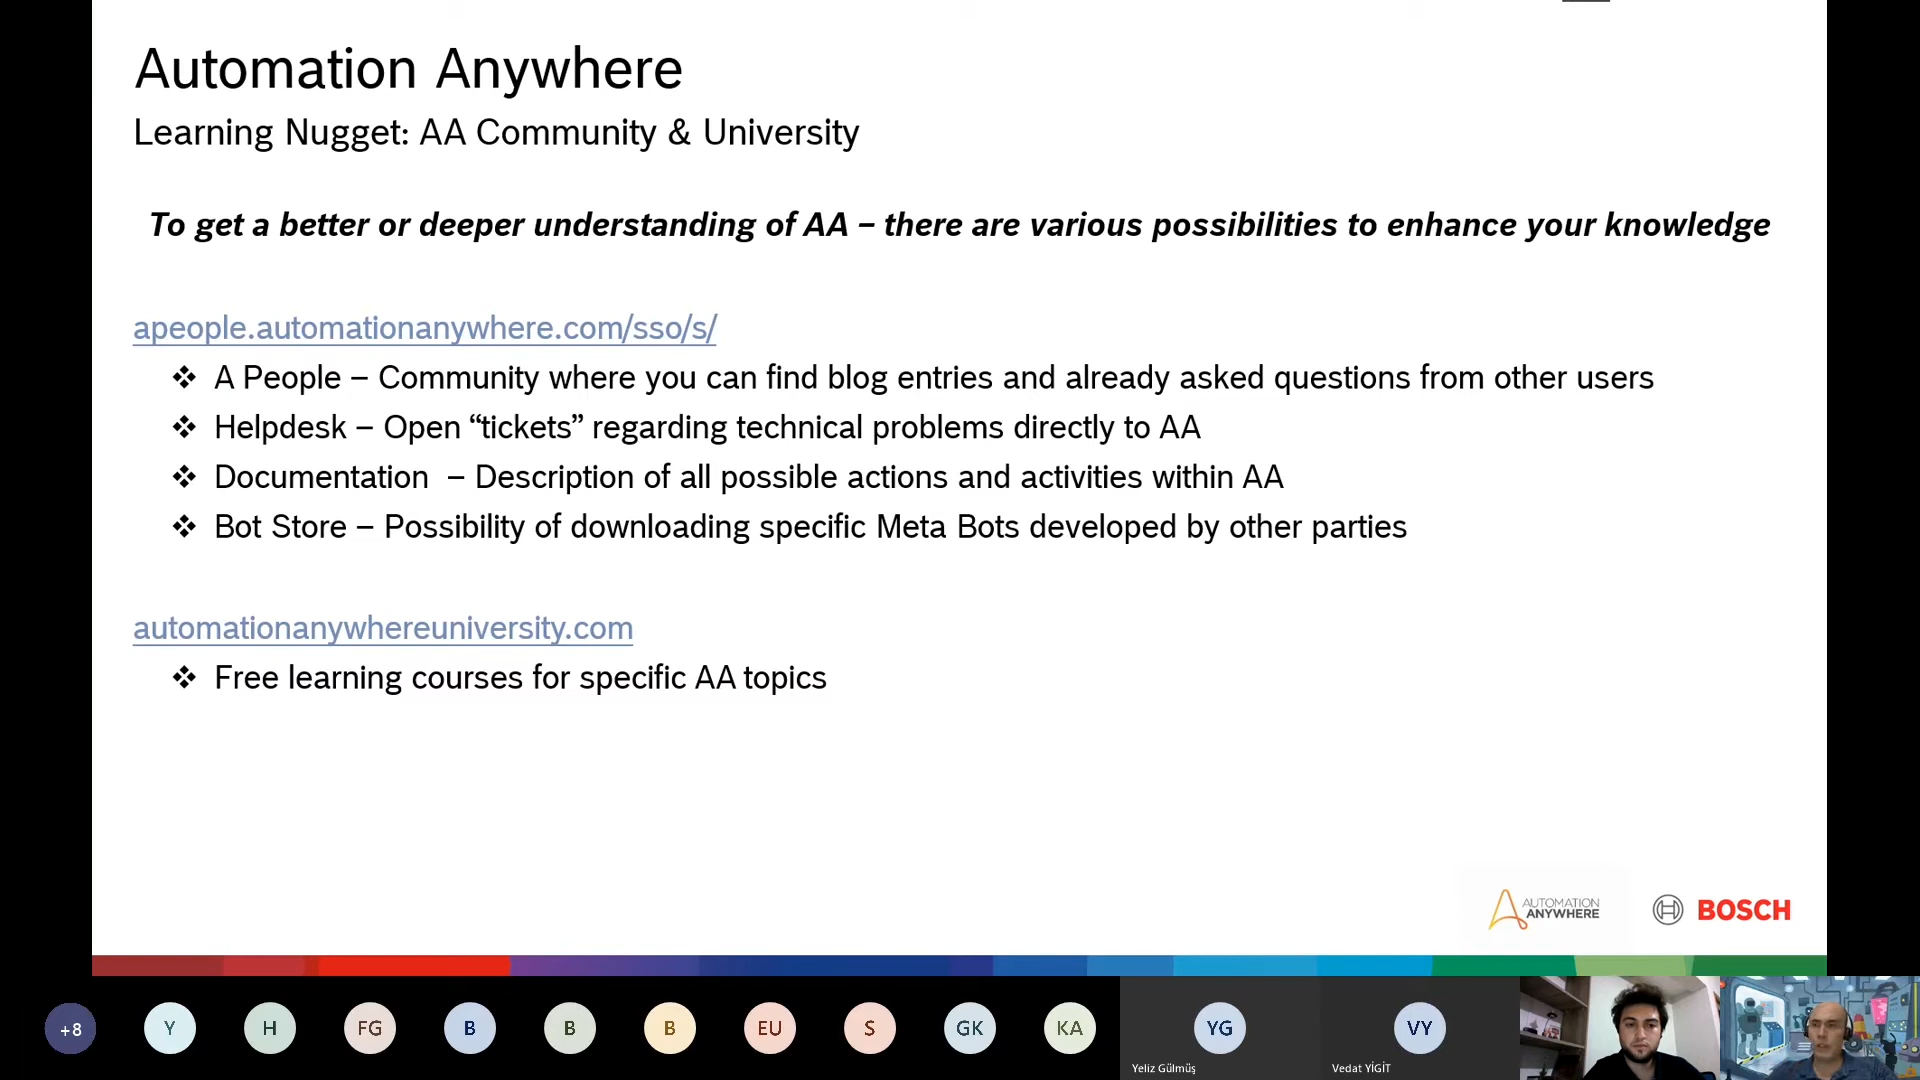 Automation Anywhere
Learning Nugget: AA Community & University
To get a better or deeper understanding of AA – there are various possibilities to enhance your knowledge
apeople.automationanywhere.com/sso/s/
❖ A People – Community where you can find blog entries and already asked questions from other users
❖ Helpdesk – Open “tickets” regarding technical problems directly to AA
❖ Documentation – Description of all possible actions and activities within AA
❖ Bot Store – Possibility of downloading specific Meta Bots developed by other parties
automationanywhereuniversity.com
❖ Free learning courses for specific AA topics
AUTOMATION
ANYWHERE
BOSCH
+8 Y H FG B B B EU S GK KA YG VY
Yeliz Gülmüş Vedat YİGİT